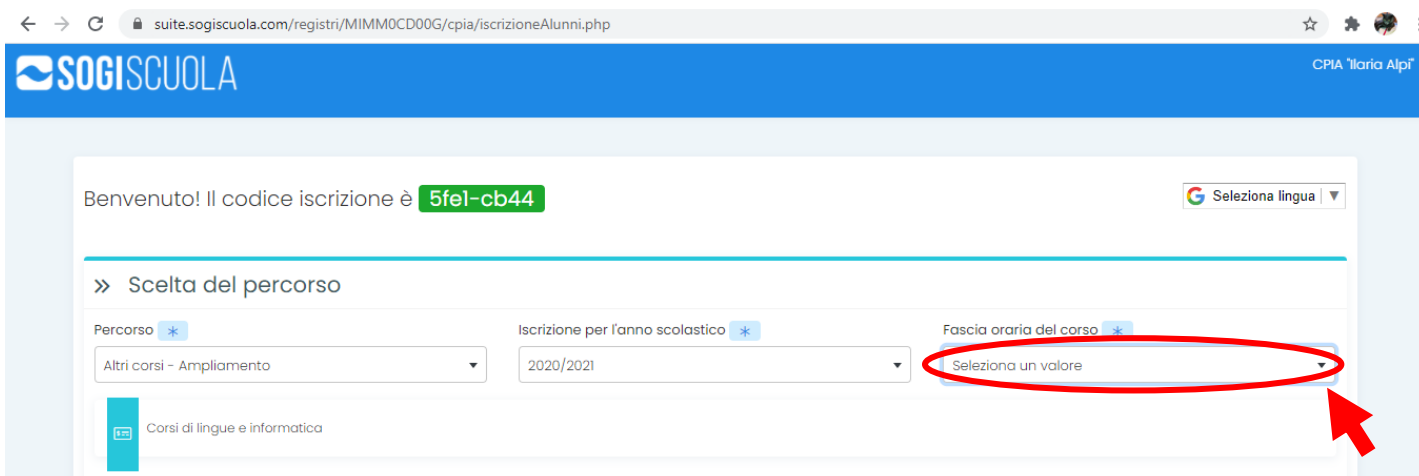 suite.sogiscuola.com/registri/MIMM0CD00G/cpia/iscrizioneAlunni.php
SOGISCUOLA
CPIA "Ilaria Alpi"
Benvenuto! Il codice iscrizione è 5fe1-cb44
Seleziona lingua
Scelta del percorso
Percorso *
Iscrizione per l'anno scolastico *
Fascia oraria del corso *
Altri corsi - Ampliamento
2020/2021
Seleziona un valore
Corsi di lingue e informatica